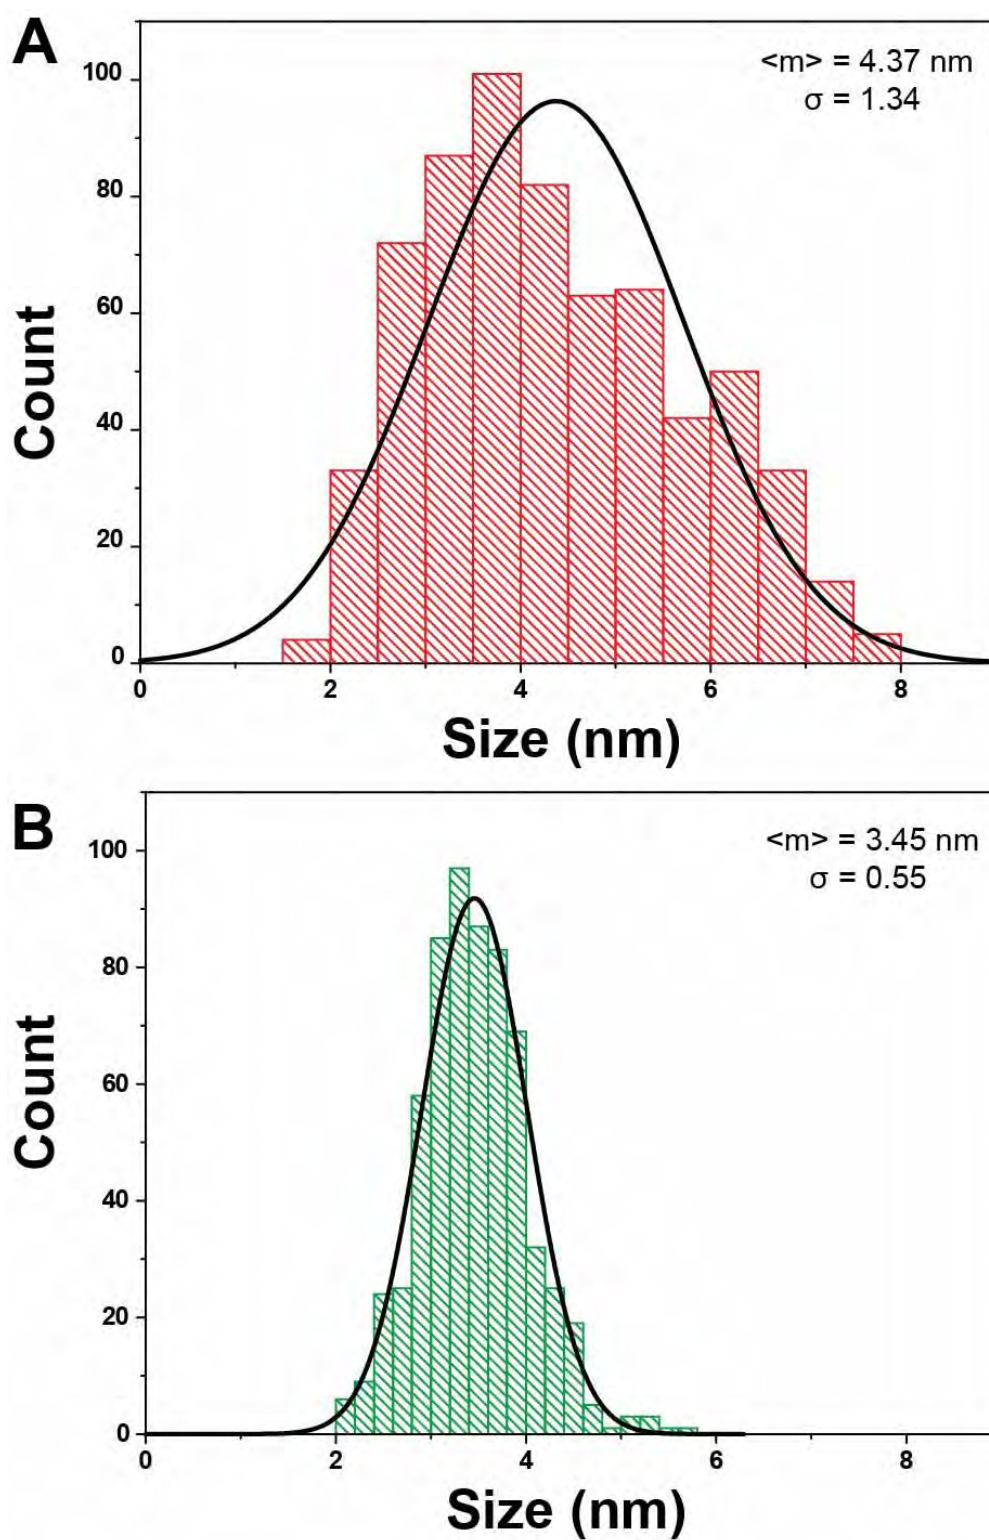 A
<m> = 4.37 nm
σ = 1.34
100
80
60
40
20
0
Count
0 2 4 6 8
Size (nm)
B
<m> = 3.45 nm
σ = 0.55
100
80
60
40
20
0
Count
0 2 4 6 8
Size (nm)